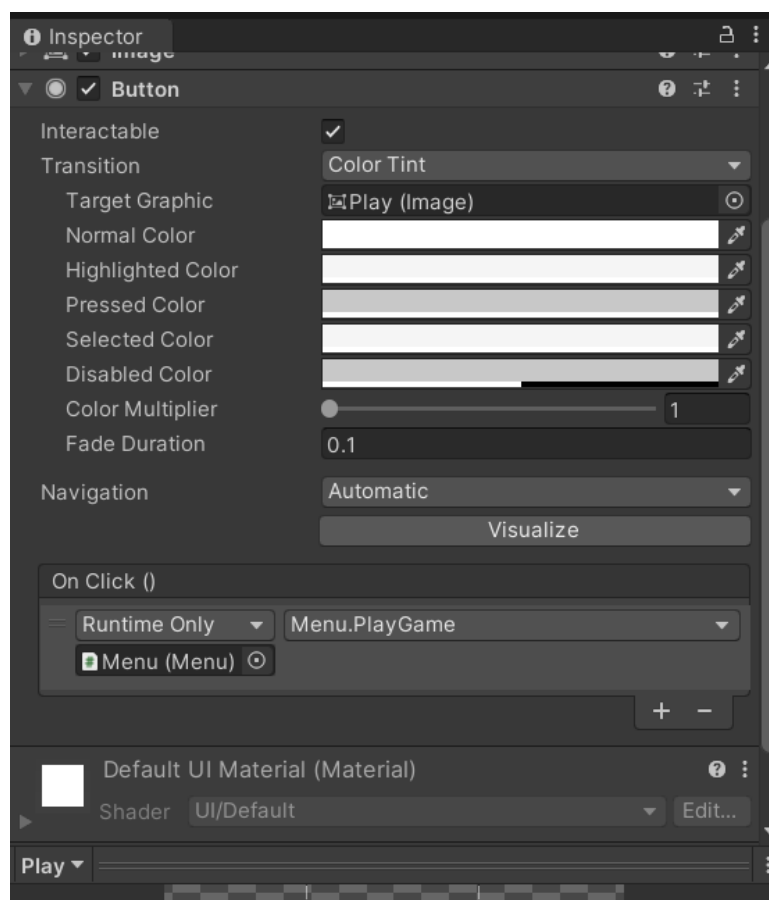 Inspector
Image
Button
Interactable
Transition Color Tint
Target Graphic Play (Image)
Normal Color
Highlighted Color
Pressed Color
Selected Color
Disabled Color
Color Multiplier 1
Fade Duration 0.1
Navigation Automatic
Visualize
On Click ()
Runtime Only Menu.PlayGame
Menu (Menu)
Default UI Material (Material)
Shader UI/Default Edit...
Play